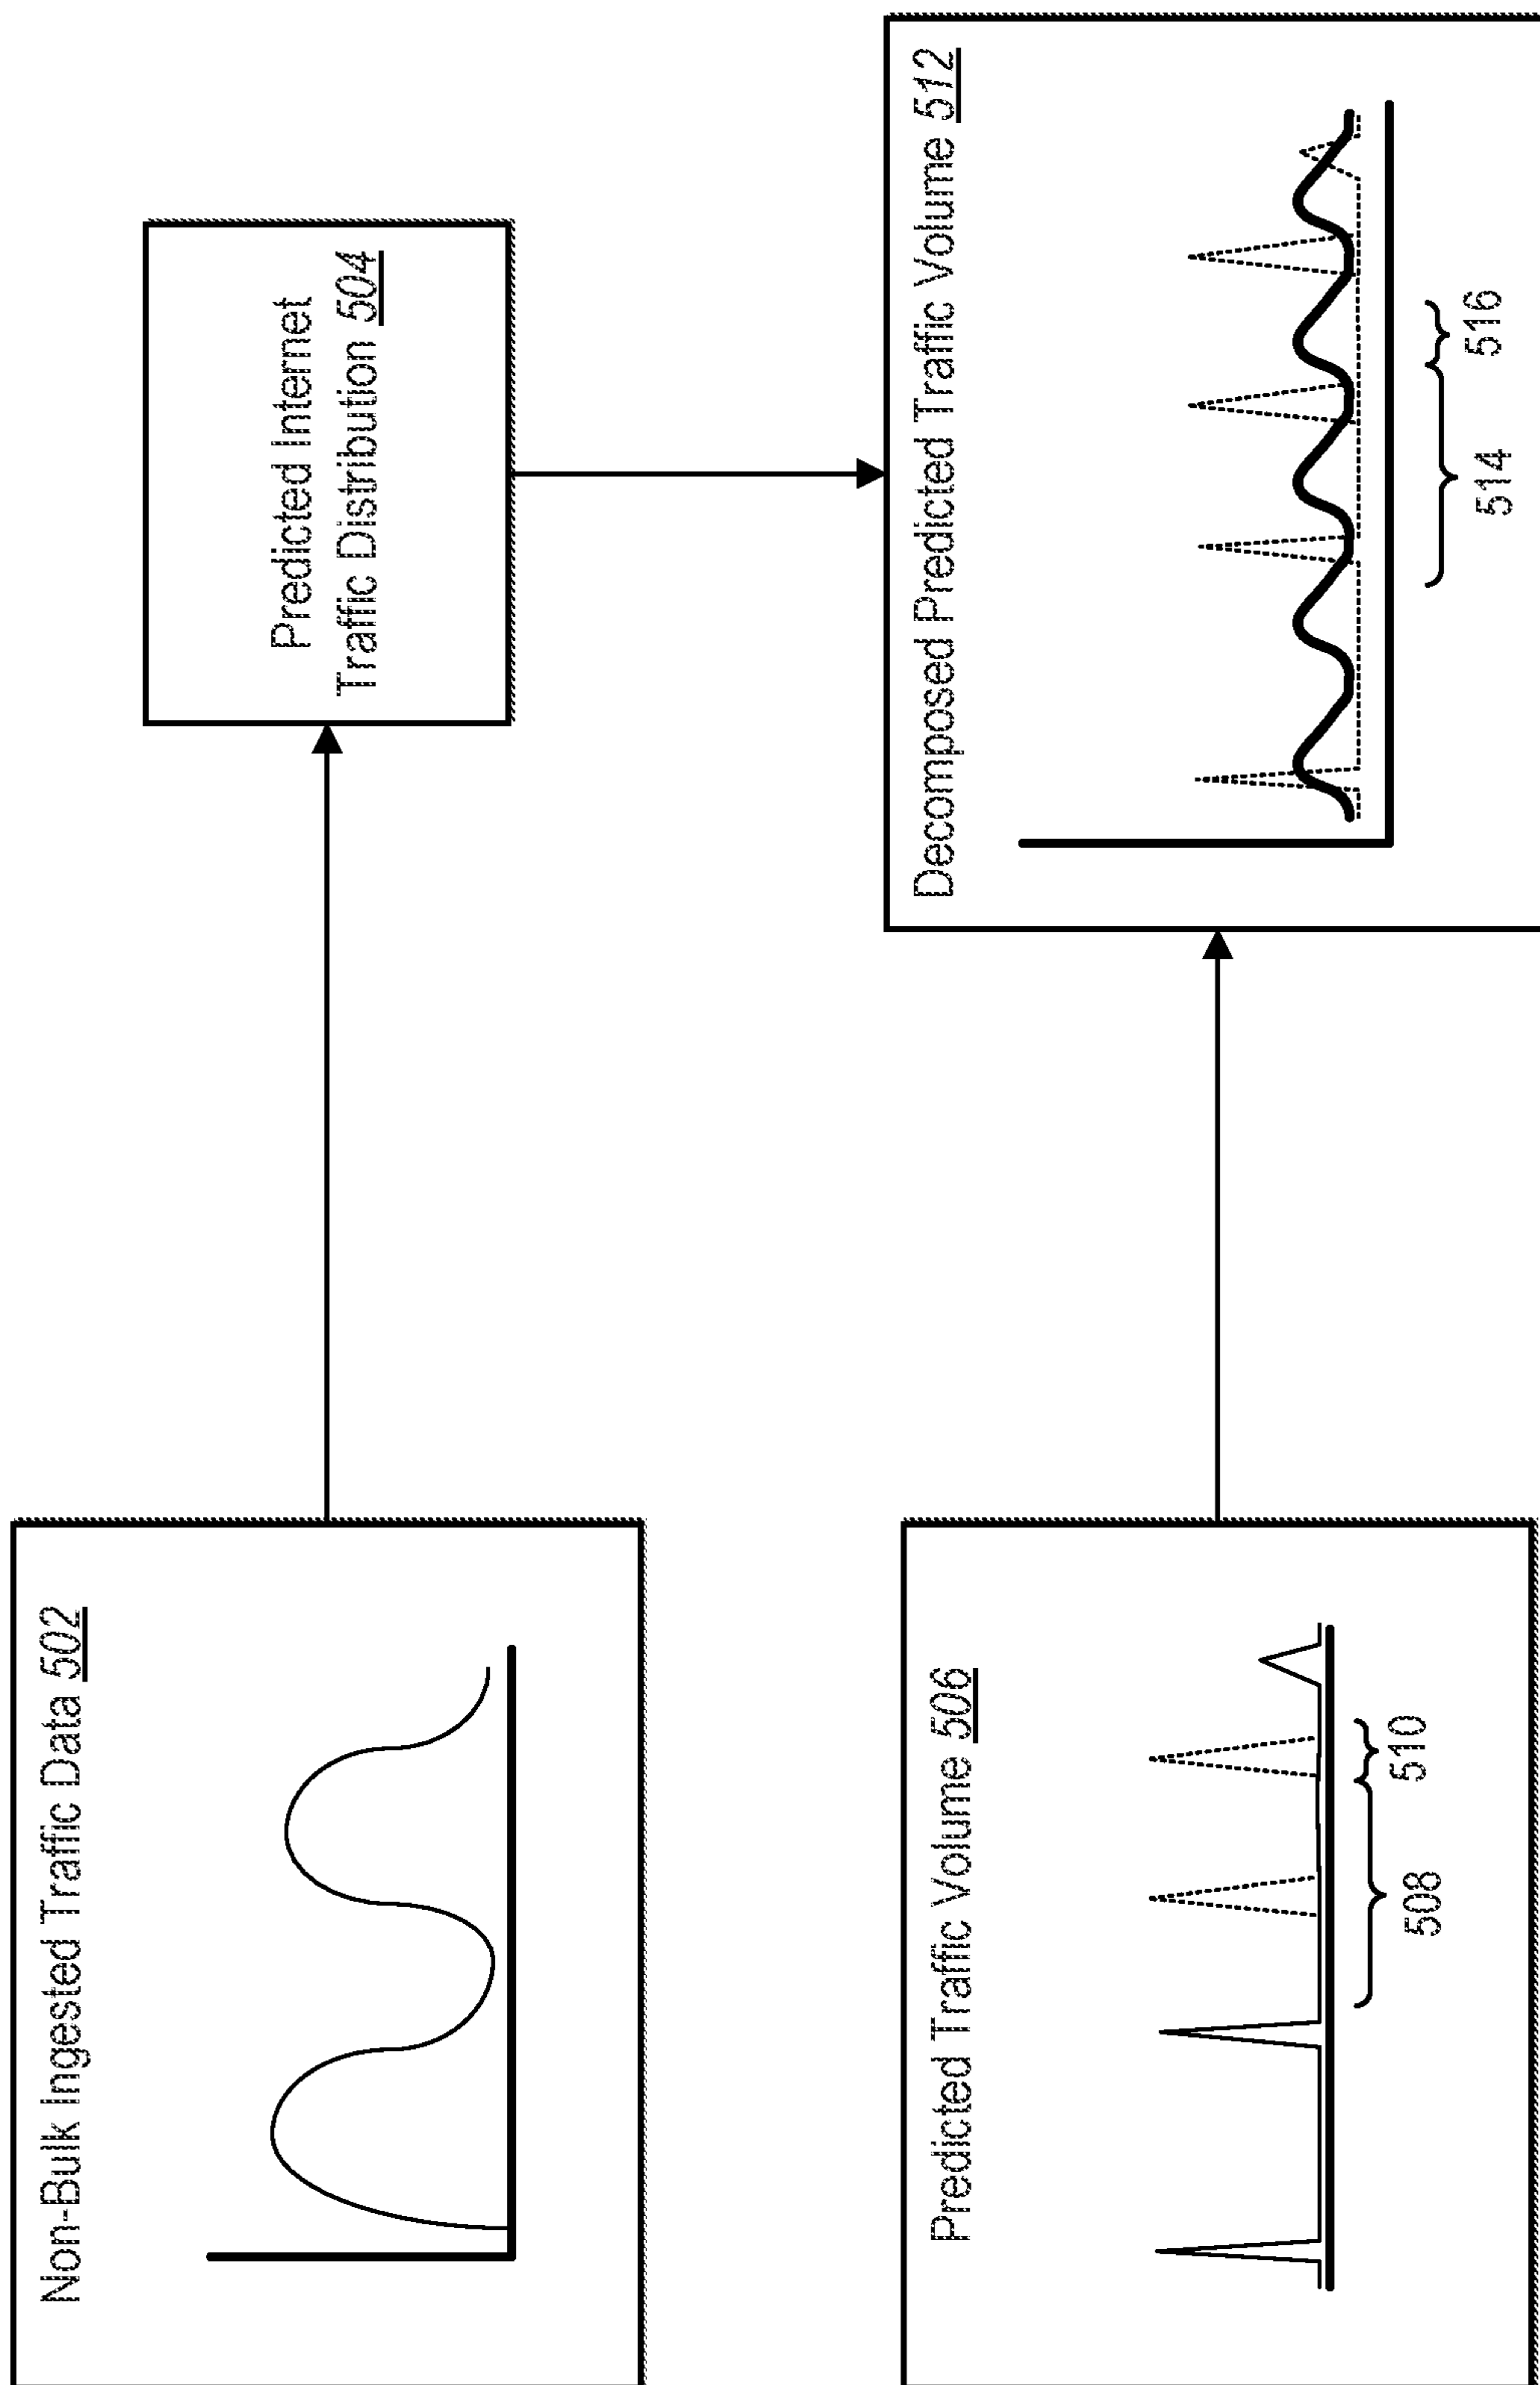 Non-Bulk Ingested Traffic Data 502
Predicted Internet
Traffic Distribution 504
Predicted Traffic Volume 506
508
510
Decomposed Predicted Traffic Volume 512
514
516